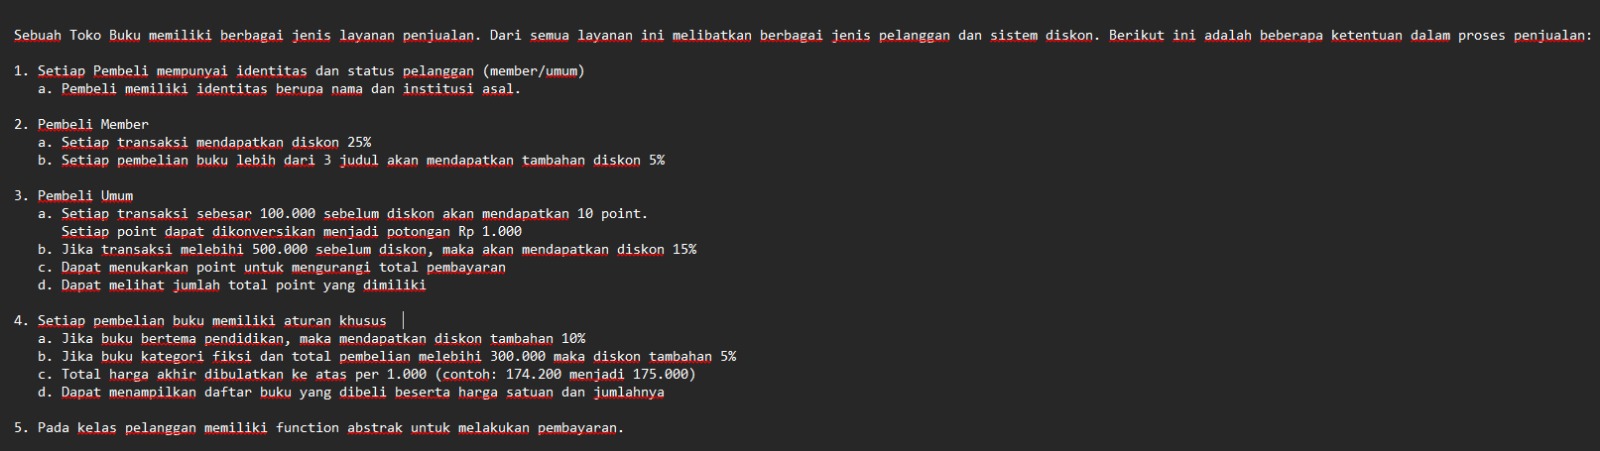 Sebuah Toko Buku memiliki berbagai jenis layanan penjualan. Dari semua layanan ini melibatkan berbagai jenis pelanggan dan sistem diskon. Berikut ini adalah beberapa ketentuan dalam proses penjualan:
1. Setiap Pembeli mempunyai identitas dan status pelanggan (member/umum)
a. Pembeli memiliki identitas berupa nama dan institusi asal.
2. Pembeli Member
a. Setiap transaksi mendapatkan diskon 25%
b. Setiap pembelian buku lebih dari 3 judul akan mendapatkan tambahan diskon 5%
3. Pembeli Umum
a. Setiap transaksi sebesar 100.000 sebelum diskon akan mendapatkan 10 point.
Setiap point dapat dikonversikan menjadi potongan Rp 1.000
b. Jika transaksi melebihi 500.000 sebelum diskon, maka akan mendapatkan diskon 15%
c. Dapat menukarkan point untuk mengurangi total pembayaran
d. Dapat melihat jumlah total point yang dimiliki
4. Setiap pembelian buku memiliki aturan khusus
a. Jika buku bertema pendidikan, maka mendapatkan diskon tambahan 10%
b. Jika buku kategori fiksi dan total pembelian melebihi 300.000 maka diskon tambahan 5%
c. Total harga akhir dibulatkan ke atas per 1.000 (contoh: 174.200 menjadi 175.000)
d. Dapat menampilkan daftar buku yang dibeli beserta harga satuan dan jumlahnya
5. Pada kelas pelanggan memiliki function abstrak untuk melakukan pembayaran.